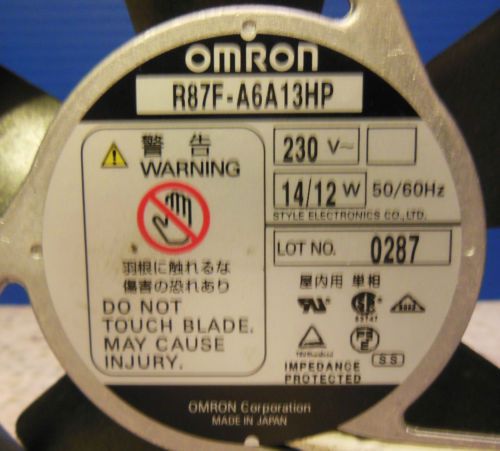 OMRON
R87F-A6A13HP
警告
WARNING
羽根に触れるな
傷害の恐れあり
DO NOT
TOUCH BLADE.
MAY CAUSE
INJURY.
230 V~
14/12 W 50/60Hz
STYLE ELECTRONICS CO., LTD.
LOT NO. 0287
屋内用 単相
IMPEDANCE
PROTECTED
S S
OMRON Corporation
MADE IN JAPAN